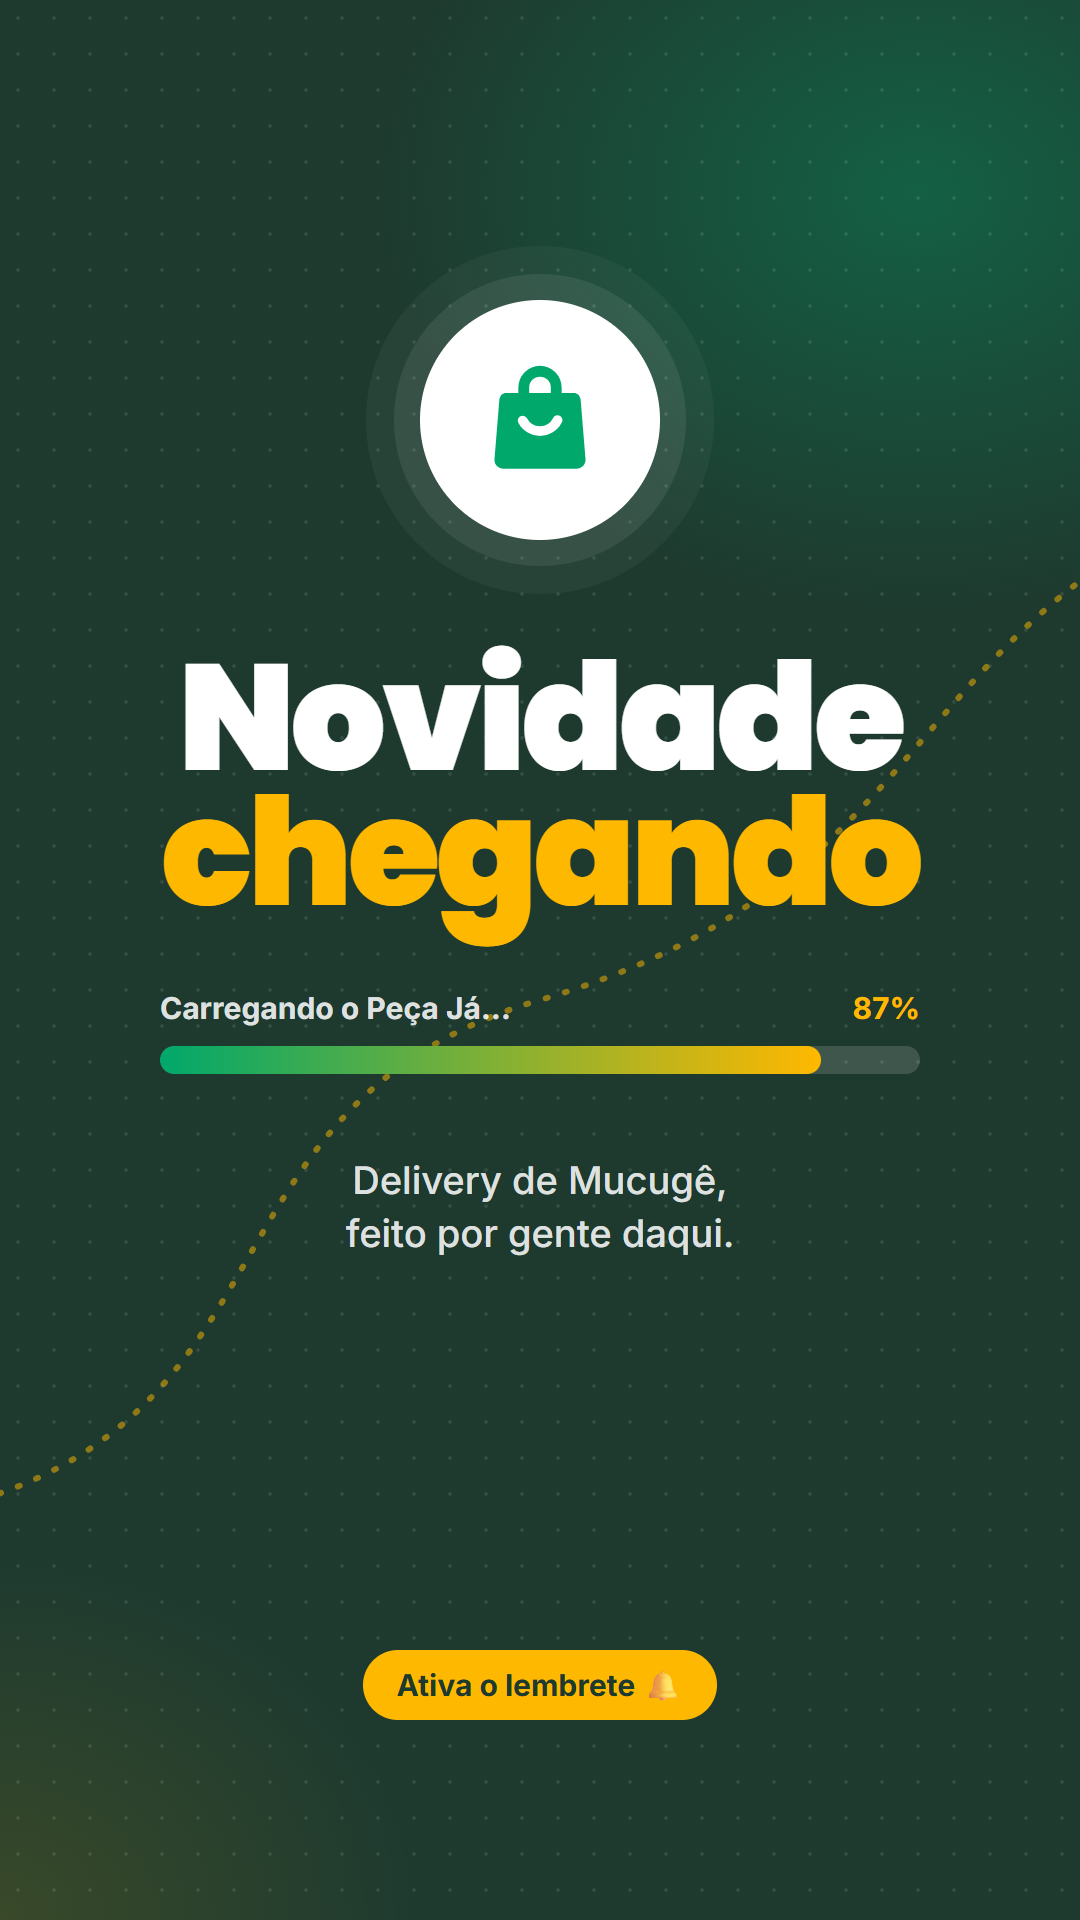 Novidade
chegando
Carregando o Peça Já... 87%
Delivery de Mucugê,
feito por gente daqui.
Ativa o lembrete 🔔